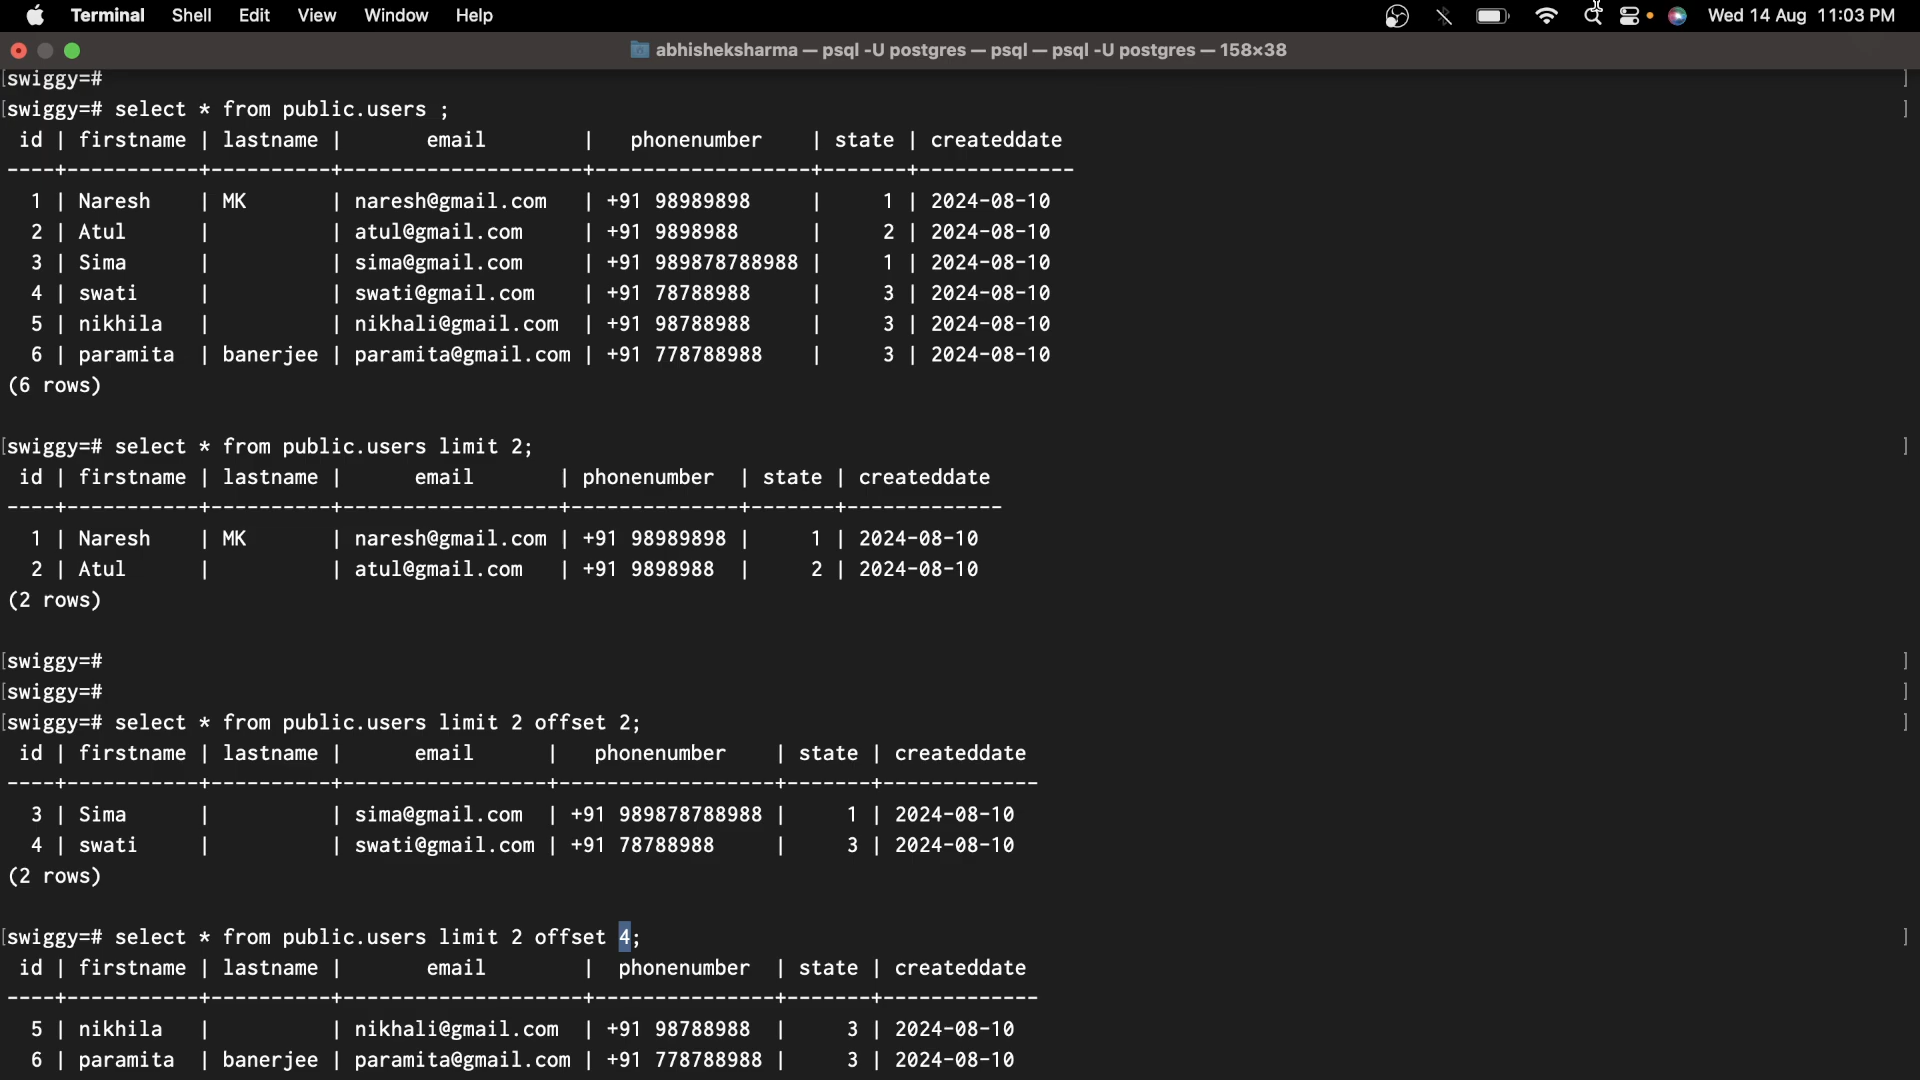 Terminal Shell Edit View Window Help Wed 14 Aug 11:03 PM
abhisheksharma — psql -U postgres — psql — psql -U postgres — 158×38
[swiggy=# ]
[swiggy=# select * from public.users ; ]
 id | firstname | lastname |       email        |   phonenumber    | state | createddate
----+-----------+----------+--------------------+------------------+-------+-------------
  1 | Naresh    | MK       | naresh@gmail.com   | +91 98989898     |     1 | 2024-08-10
  2 | Atul      |          | atul@gmail.com     | +91 9898988      |     2 | 2024-08-10
  3 | Sima      |          | sima@gmail.com     | +91 989878788988 |     1 | 2024-08-10
  4 | swati     |          | swati@gmail.com    | +91 78788988     |     3 | 2024-08-10
  5 | nikhila   |          | nikhali@gmail.com  | +91 98788988     |     3 | 2024-08-10
  6 | paramita  | banerjee | paramita@gmail.com | +91 778788988    |     3 | 2024-08-10
(6 rows)
[swiggy=# select * from public.users limit 2; ]
 id | firstname | lastname |      email       | phonenumber  | state | createddate
----+-----------+----------+------------------+--------------+-------+-------------
  1 | Naresh    | MK       | naresh@gmail.com | +91 98989898 |     1 | 2024-08-10
  2 | Atul      |          | atul@gmail.com   | +91 9898988  |     2 | 2024-08-10
(2 rows)
[swiggy=# ]
[swiggy=# ]
[swiggy=# select * from public.users limit 2 offset 2; ]
 id | firstname | lastname |      email      |   phonenumber    | state | createddate
----+-----------+----------+-----------------+------------------+-------+-------------
  3 | Sima      |          | sima@gmail.com  | +91 989878788988 |     1 | 2024-08-10
  4 | swati     |          | swati@gmail.com | +91 78788988     |     3 | 2024-08-10
(2 rows)
[swiggy=# select * from public.users limit 2 offset 4; ]
 id | firstname | lastname |       email        |  phonenumber  | state | createddate
----+-----------+----------+--------------------+---------------+-------+-------------
  5 | nikhila   |          | nikhali@gmail.com  | +91 98788988  |     3 | 2024-08-10
  6 | paramita  | banerjee | paramita@gmail.com | +91 778788988 |     3 | 2024-08-10